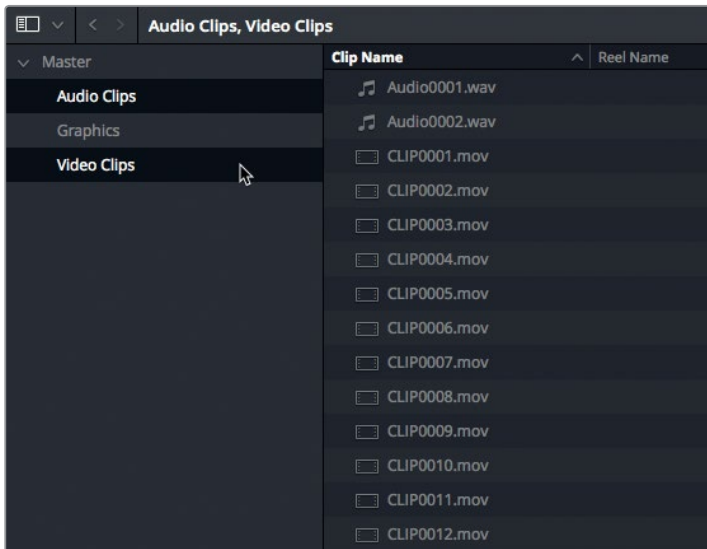 Audio Clips, Video Clips
Master
Audio Clips
Graphics
Video Clips
Clip Name
Reel Name
Audio0001.wav
Audio0002.wav
CLIP0001.mov
CLIP0002.mov
CLIP0003.mov
CLIP0004.mov
CLIP0005.mov
CLIP0006.mov
CLIP0007.mov
CLIP0008.mov
CLIP0009.mov
CLIP0010.mov
CLIP0011.mov
CLIP0012.mov